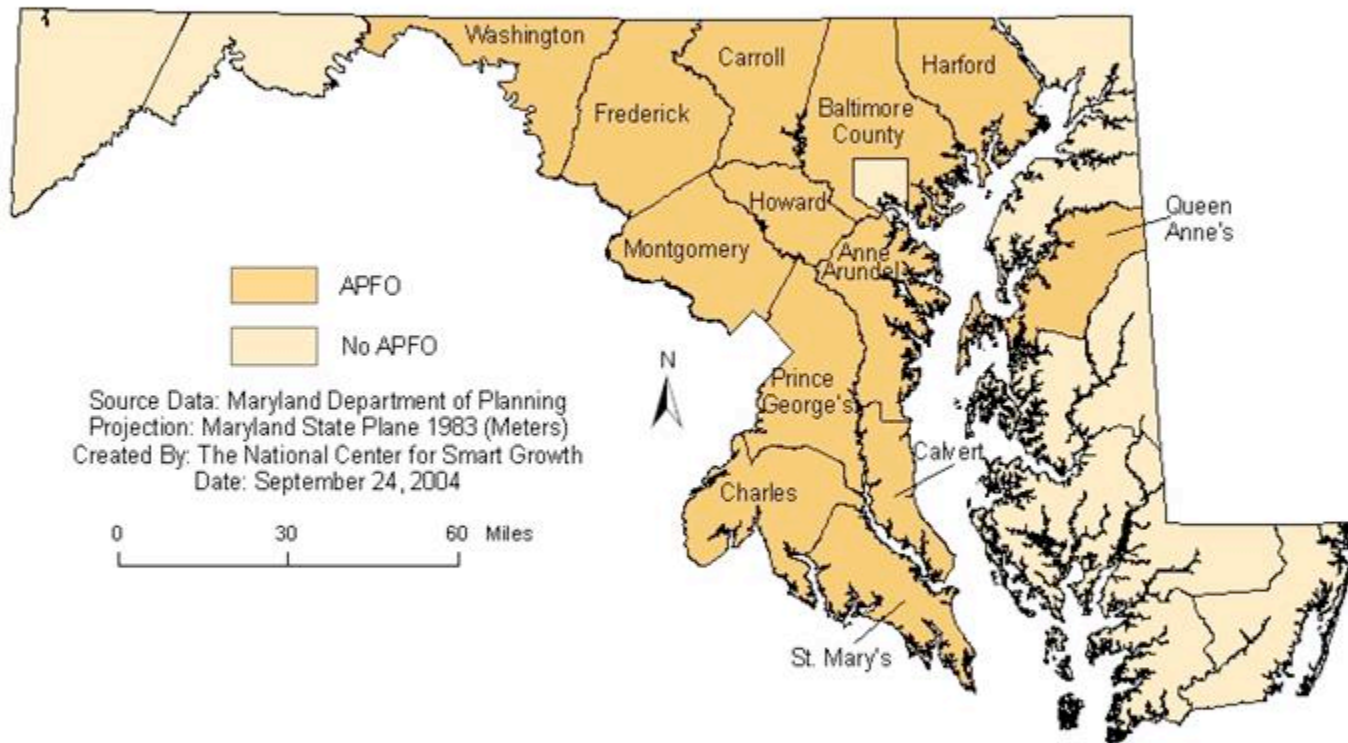 Washington
Carroll
Harford
Frederick
Baltimore
County
Howard
Queen
Anne's
Montgomery
Anne
Arundel
APFO
No APFO
N
Prince
George's
Source Data: Maryland Department of Planning
Projection: Maryland State Plane 1983 (Meters)
Created By: The National Center for Smart Growth
Date: September 24, 2004
Calvert
Charles
0 30 60 Miles
St. Mary's